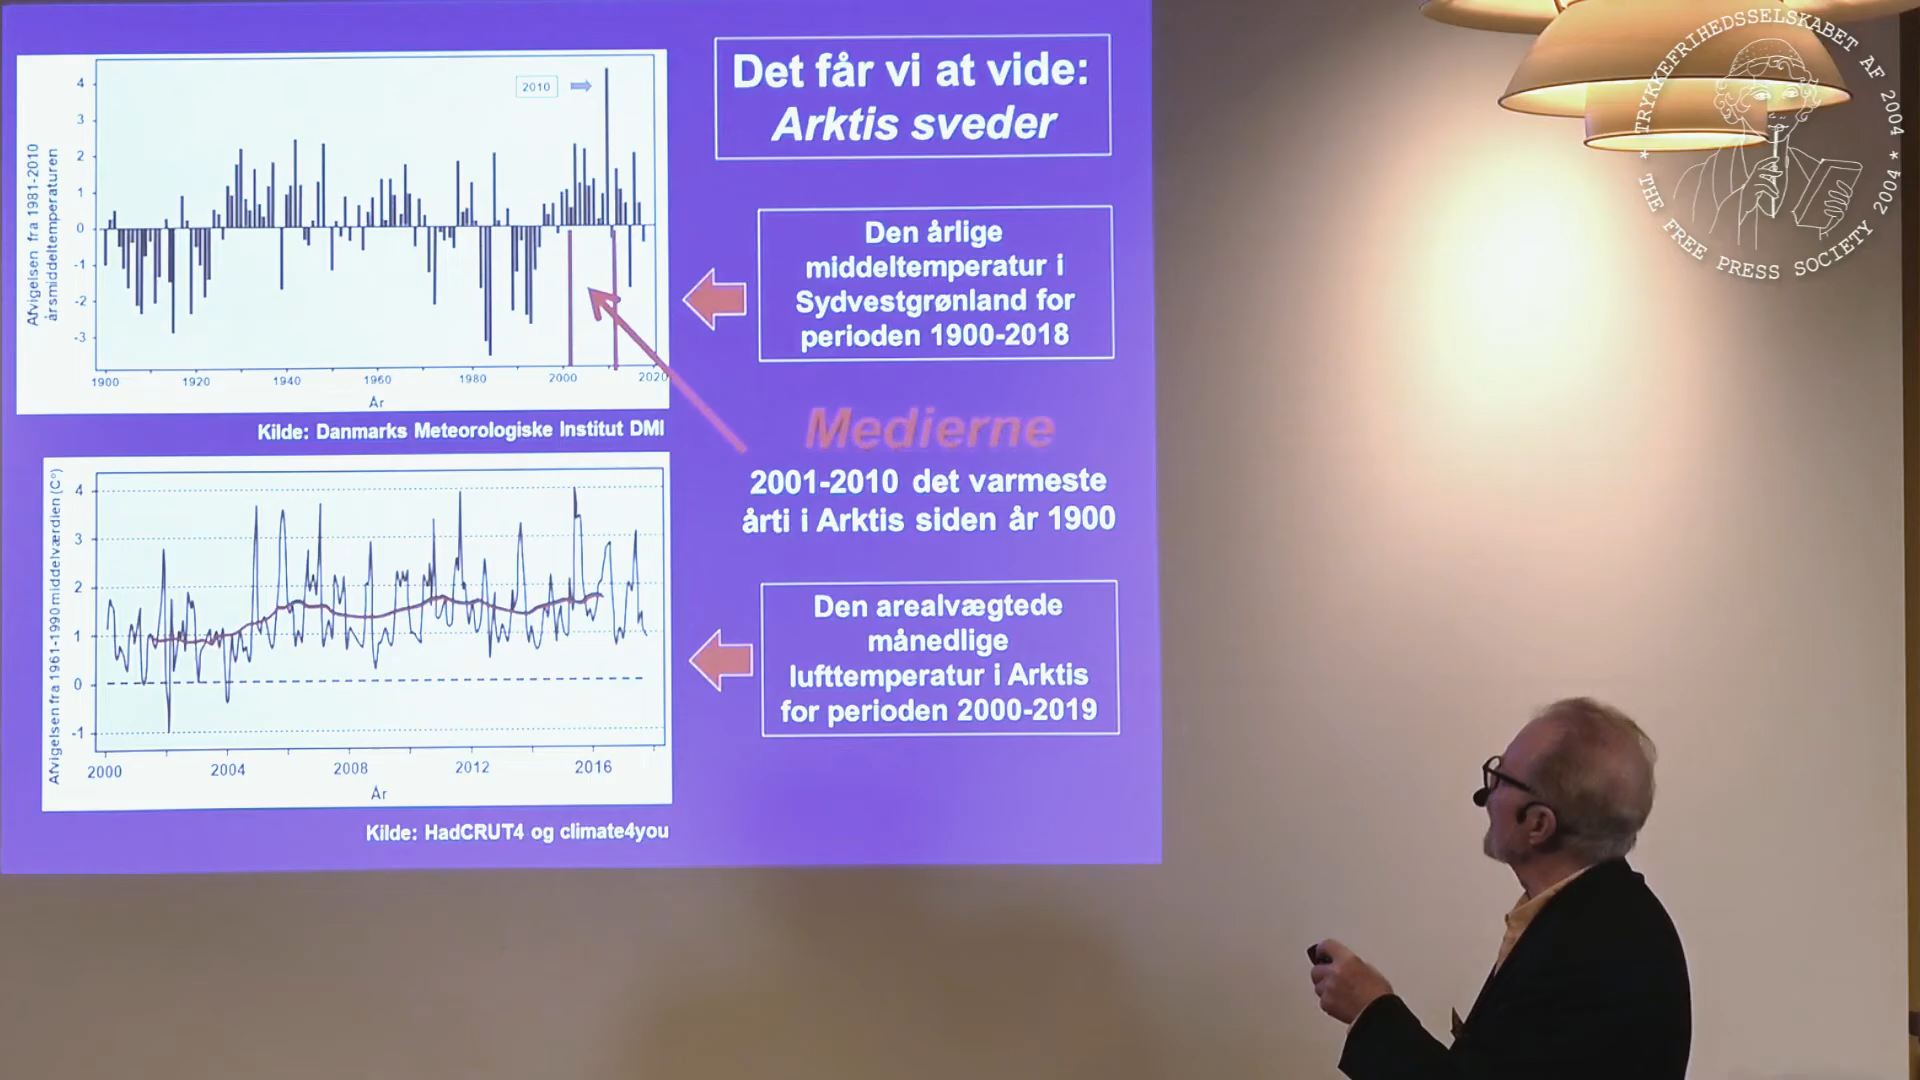 Det får vi at vide:
Arktis sveder
4
3
2
1
0
-1
-2
-3
Afvigelsen fra 1981-2010
årsmiddeltemperaturen
2010
1900
1920
1940
1960
1980
2000
2020
År
Kilde: Danmarks Meteorologiske Institut DMI
Den årlige
middeltemperatur i
Sydvestgrønland for
perioden 1900-2018
Medierne
2001-2010 det varmeste
årti i Arktis siden år 1900
Afvigelsen fra 1961-1990 middelværdien (C°)
4
3
2
1
0
-1
2000
2004
2008
2012
2016
År
Kilde: HadCRUT4 og climate4you
Den arealvægtede
månedlige
lufttemperatur i Arktis
for perioden 2000-2019
* TRYKKEFRIHEDSSELSKABET AF 2004 *
THE FREE PRESS SOCIETY 2004